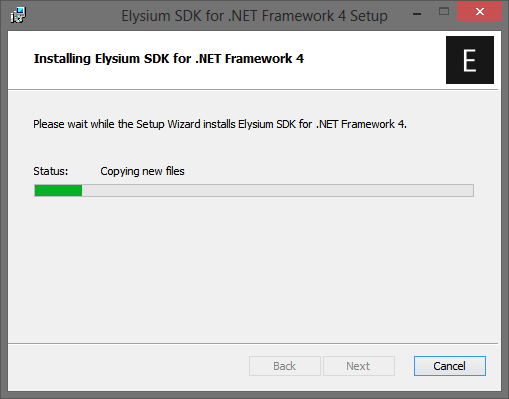 Elysium SDK for .NET Framework 4 Setup
Installing Elysium SDK for .NET Framework 4
E
Please wait while the Setup Wizard installs Elysium SDK for .NET Framework 4.
Status: Copying new files
Back Next Cancel